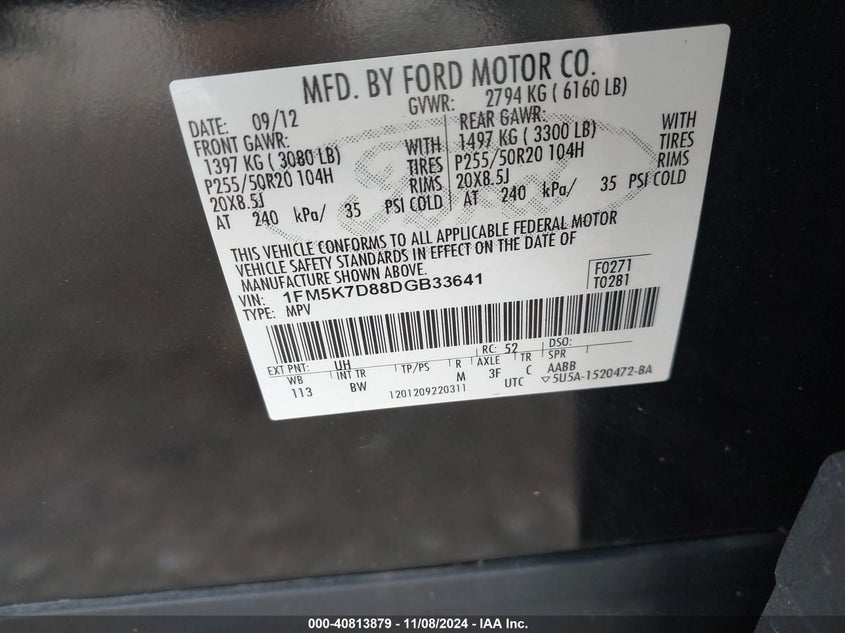 MFD. BY FORD MOTOR CO.
DATE: 09/12 GVWR: 2794 KG ( 6160 LB)
FRONT GAWR: REAR GAWR:
1397 KG ( 3080 LB) WITH 1497 KG ( 3300 LB) WITH
P255/50R20 104H TIRES P255/50R20 104H TIRES
20X8.5J RIMS 20X8.5J RIMS
AT 240 kPa/ 35 PSI COLD AT 240 kPa/ 35 PSI COLD
THIS VEHICLE CONFORMS TO ALL APPLICABLE FEDERAL MOTOR
VEHICLE SAFETY STANDARDS IN EFFECT ON THE DATE OF
MANUFACTURE SHOWN ABOVE.
VIN: 1FM5K7D88DGB33641 F0271
TYPE: MPV T0281
RC: 52 DSO:
EXT PNT: UH
WB INT TR TP/PS R AXLE TR SPR
113 BW M 3F C AABB
1201209220311 UTC ▽5U5A-1520472-BA
000-40813879 - 11/08/2024 - IAA Inc.